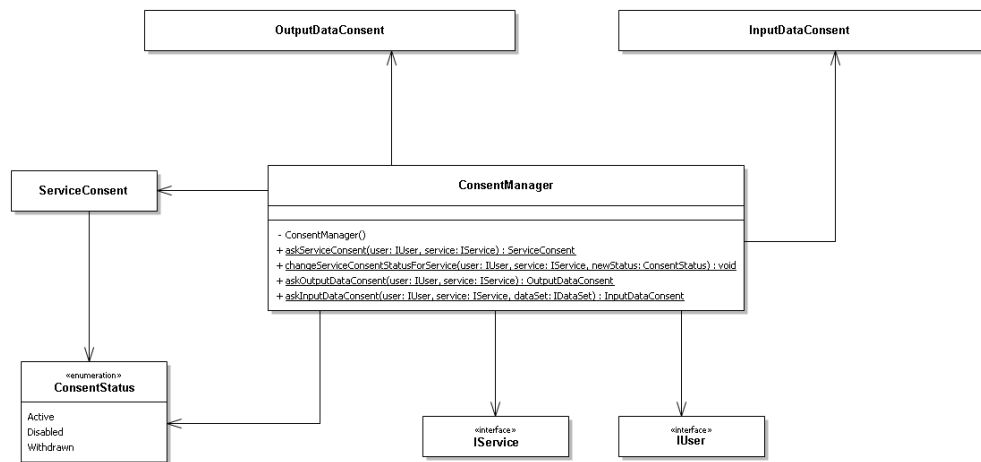 OutputDataConsent
InputDataConsent
ServiceConsent
ConsentManager
- ConsentManager()
+ askServiceConsent(user: IUser, service: IService) : ServiceConsent
+ changeServiceConsentStatusForService(user: IUser, service: IService, newStatus: ConsentStatus) : void
+ askOutputDataConsent(user: IUser, service: IService) : OutputDataConsent
+ askInputDataConsent(user: IUser, service: IService, dataSet: IDataSet) : InputDataConsent
«enumeration»
ConsentStatus
Active
Disabled
Withdrawn
«interface»
IService
«interface»
IUser